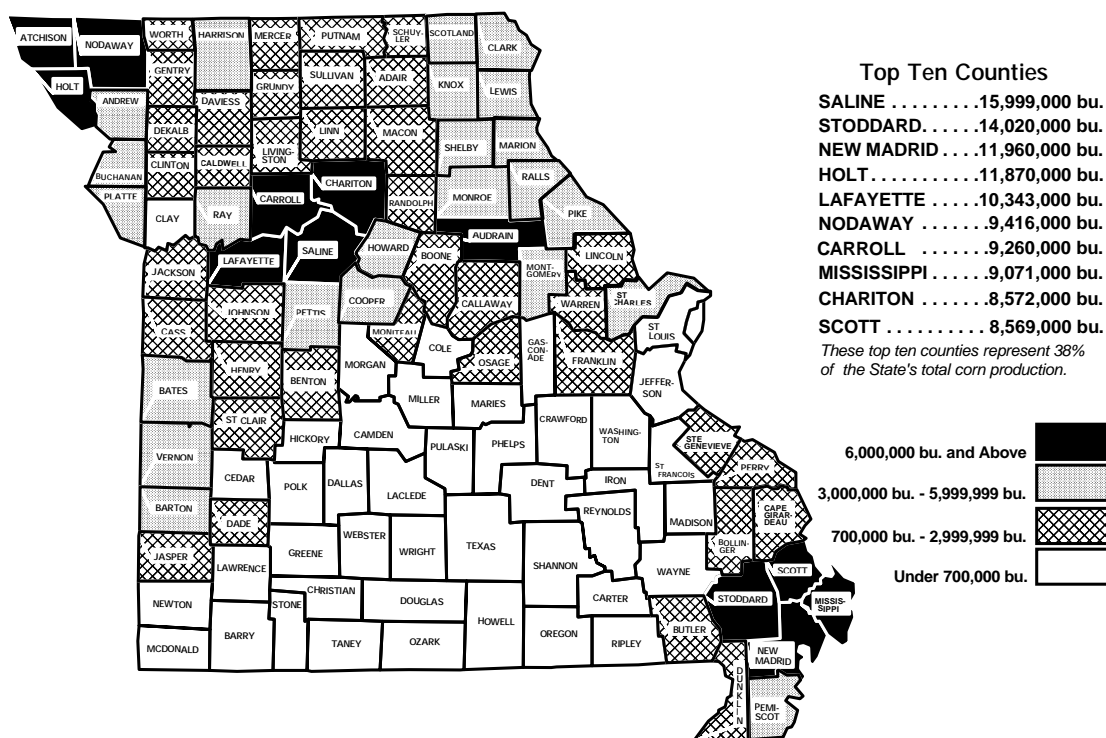 ATCHISON
NODAWAY
WORTH
HARRISON
MERCER
PUTNAM
SCHUY-
LER
SCOTLAND
CLARK
HOLT
GENTRY
ANDREW
DAVIESS
GRUNDY
SULLIVAN
ADAIR
KNOX
LEWIS
DEKALB
LINN
MACON
SHELBY
MARION
BUCHANAN
CLINTON
CALDWELL
LIVING-
STON
CHARITON
RALLS
PLATTE
CLAY
RAY
CARROLL
RANDOLPH
MONROE
PIKE
AUDRAIN
JACKSON
LAFAYETTE
SALINE
HOWARD
BOONE
MONT-
GOMERY
LINCOLN
CASS
JOHNSON
PETTIS
COOPER
CALLAWAY
WARREN
ST
CHARLES
MONITEAU
COLE
OSAGE
GAS-
CON-
ADE
FRANKLIN
ST
LOUIS
BATES
HENRY
BENTON
MORGAN
MILLER
MARIES
JEFFER-
SON
ST CLAIR
HICKORY
CAMDEN
PULASKI
PHELPS
CRAWFORD
WASHING-
TON
STE
GENEVIEVE
ST
FRANCOIS
PERRY
VERNON
CEDAR
POLK
DALLAS
LACLEDE
DENT
IRON
REYNOLDS
MADISON
BOLLIN-
GER
CAPE
GIRAR-
DEAU
BARTON
DADE
GREENE
WEBSTER
WRIGHT
TEXAS
SHANNON
WAYNE
JASPER
LAWRENCE
CHRISTIAN
DOUGLAS
HOWELL
CARTER
STODDARD
SCOTT
MISSIS-
SIPPI
NEWTON
STONE
BARRY
TANEY
OZARK
OREGON
RIPLEY
BUTLER
NEW
MADRID
MCDONALD
DUNKLIN
PEMI-
SCOT
Top Ten Counties
SALINE . . . . . . . . .15,999,000 bu.
STODDARD. . . . . .14,020,000 bu.
NEW MADRID . . . .11,960,000 bu.
HOLT. . . . . . . . . . .11,870,000 bu.
LAFAYETTE . . . . .10,343,000 bu.
NODAWAY . . . . . . .9,416,000 bu.
CARROLL . . . . . . .9,260,000 bu.
MISSISSIPPI . . . . . .9,071,000 bu.
CHARITON . . . . . . .8,572,000 bu.
SCOTT . . . . . . . . . . 8,569,000 bu.
These top ten counties represent 38%
of the State's total corn production.
6,000,000 bu. and Above
3,000,000 bu. - 5,999,999 bu.
700,000 bu. - 2,999,999 bu.
Under 700,000 bu.